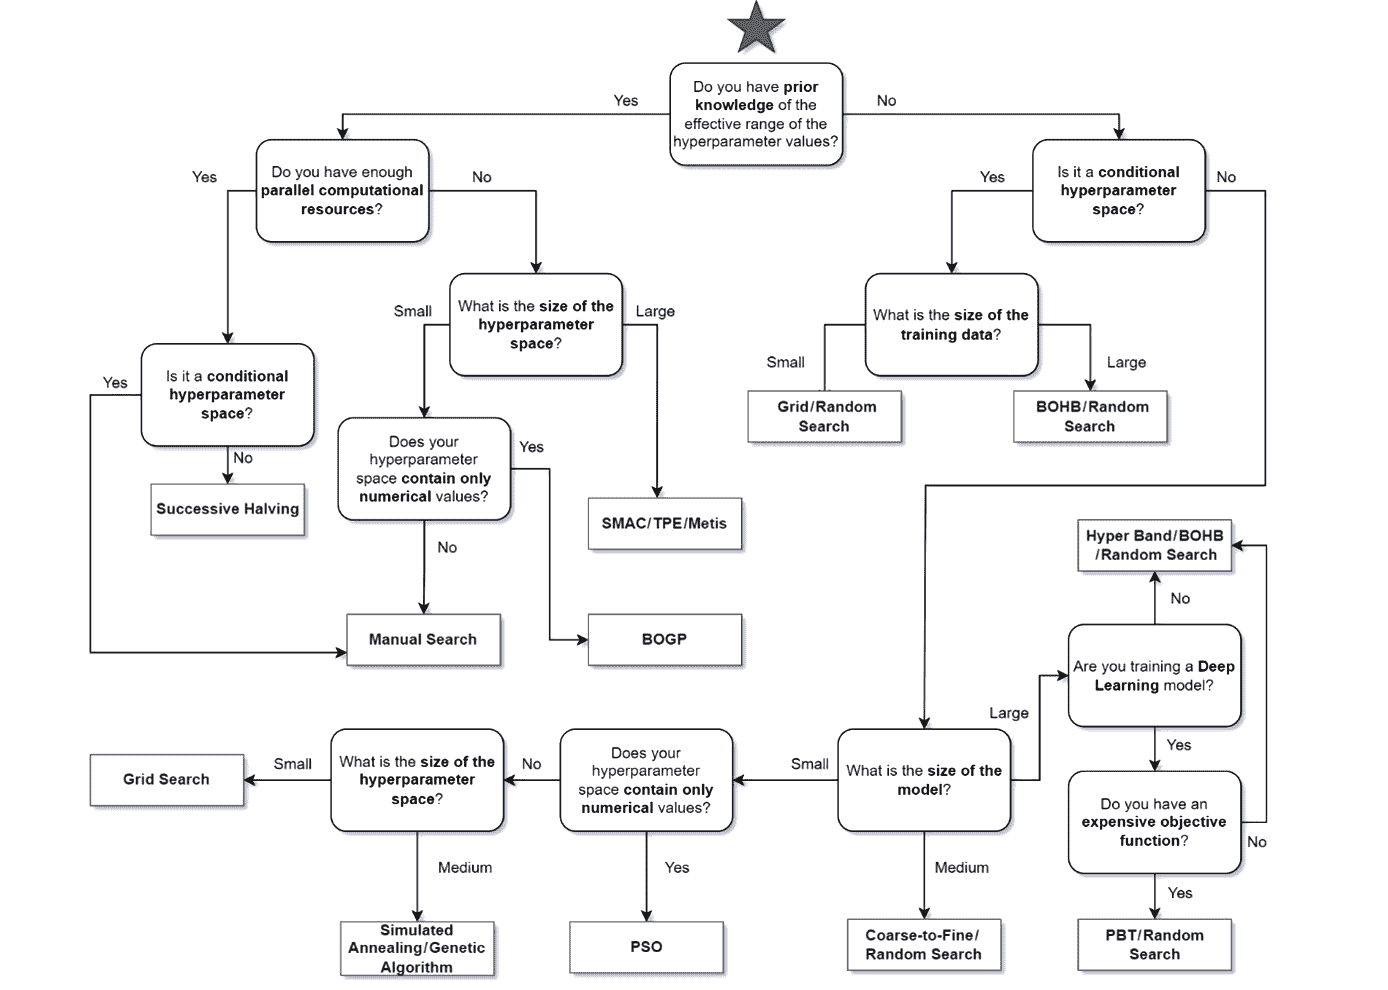 Do you have prior
knowledge of the
effective range of the
hyperparameter values?
Yes
No
Do you have enough
parallel computational
resources?
Yes
No
Is it a conditional
hyperparameter
space?
Yes
No
What is the size of the
hyperparameter
space?
Small
Large
What is the size of the
training data?
Small
Large
Grid/Random
Search
BOHB/Random
Search
Is it a conditional
hyperparameter
space?
Yes
No
Successive Halving
Does your
hyperparameter
space contain only
numerical values?
Yes
No
SMAC/TPE/Metis
Manual Search
BOGP
Hyper Band/BOHB
/Random Search
No
Are you training a Deep
Learning model?
Yes
Large
Grid Search
Small
What is the size of the
hyperparameter
space?
No
Does your
hyperparameter
space contain only
numerical values?
Small
What is the size of the
model?
Do you have an
expensive objective
function?
No
Medium
Yes
Medium
Yes
Simulated
Annealing/Genetic
Algorithm
PSO
Coarse-to-Fine/
Random Search
PBT/Random
Search